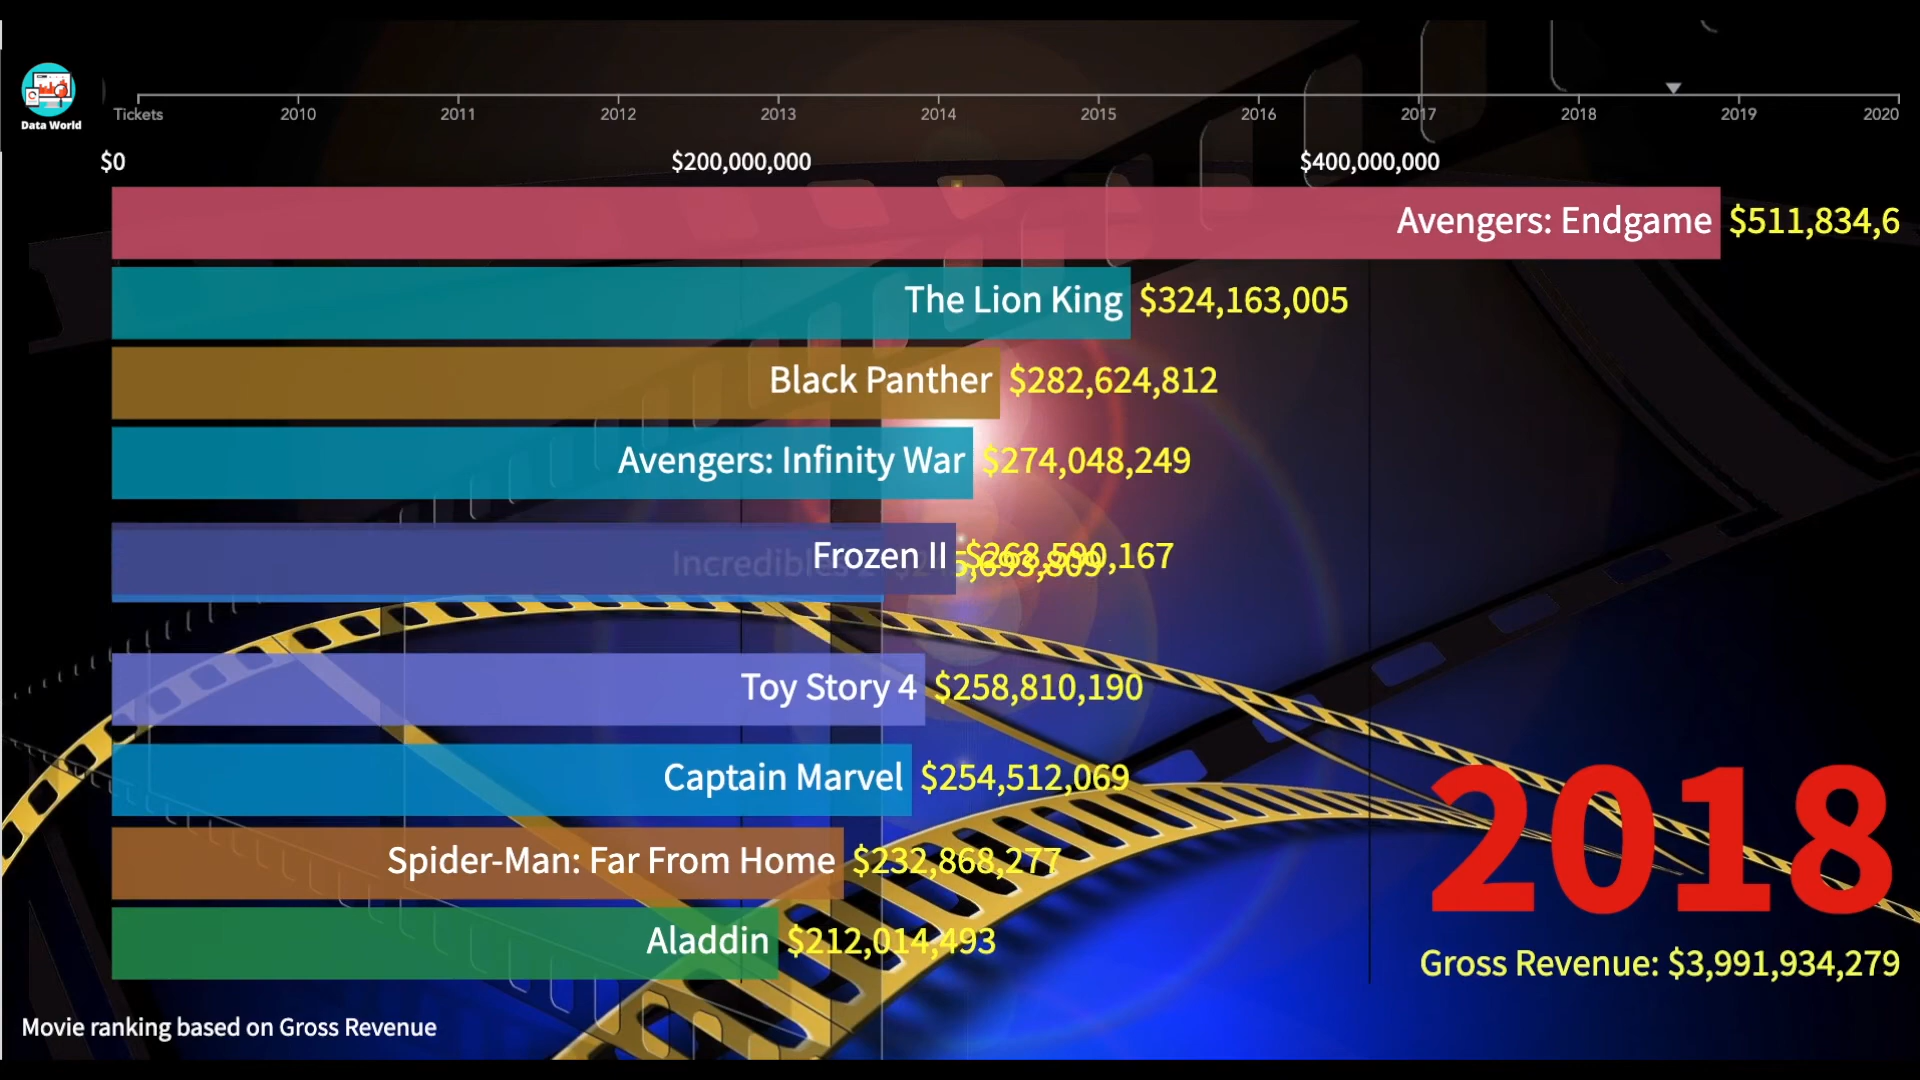 Data World
Tickets 2010 2011 2012 2013 2014 2015 2016 2017 2018 2019 2020
$0 $200,000,000 $400,000,000
Avengers: Endgame $511,834,6
The Lion King $324,163,005
Black Panther $282,624,812
Avengers: Infinity War $274,048,249
Frozen II $268,590,167
Incredibles
Toy Story 4 $258,810,190
Captain Marvel $254,512,069
Spider-Man: Far From Home $232,868,277
Aladdin $212,014,493
2018
Gross Revenue: $3,991,934,279
Movie ranking based on Gross Revenue